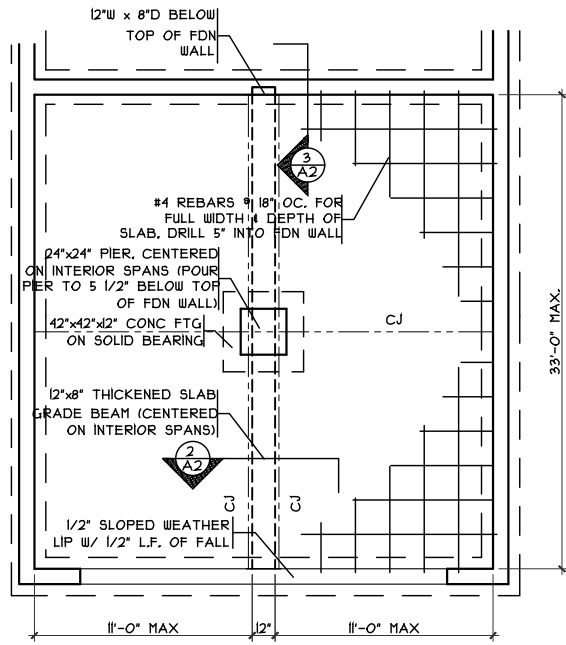 12"W x 8"D BELOW
TOP OF FDN
WALL
3
A2
#4 REBARS @ 18" OC. FOR
FULL WIDTH & DEPTH OF
SLAB. DRILL 5" INTO FDN WALL
24"x24" PIER. CENTERED
ON INTERIOR SPANS (POUR
PIER TO 5 1/2" BELOW TOP
OF FDN WALL)
42"x42"x12" CONC FTG
ON SOLID BEARING
CJ
33'-0" MAX.
12"x8" THICKENED SLAB
GRADE BEAM (CENTERED
ON INTERIOR SPANS)
2
A2
CJ
CJ
1/2" SLOPED WEATHER
LIP W/ 1/2" L.F. OF FALL
11'-0" MAX
12"
11'-0" MAX